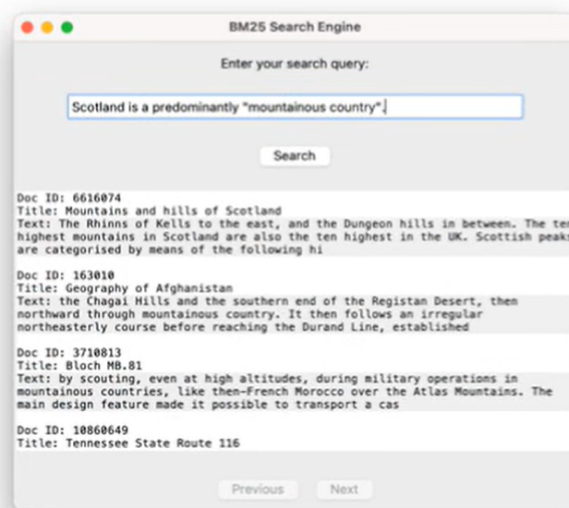 BM25 Search Engine
Enter your search query:
Scotland is a predominantly "mountainous country".
Search
Doc ID: 6616074
Title: Mountains and hills of Scotland
Text: The Rhinns of Kells to the east, and the Dungeon hills in between. The ten
highest mountains in Scotland are also the ten highest in the UK. Scottish peaks
are categorised by means of the following hi
Doc ID: 163010
Title: Geography of Afghanistan
Text: the Chagai Hills and the southern end of the Registan Desert, then
northward through mountainous country. It then follows an irregular
northeasterly course before reaching the Durand Line, established
Doc ID: 3710813
Title: Bloch MB.81
Text: by scouting, even at high altitudes, during military operations in
mountainous countries, like then-French Morocco over the Atlas Mountains. The
main design feature made it possible to transport a cas
Doc ID: 10860649
Title: Tennessee State Route 116
Previous
Next